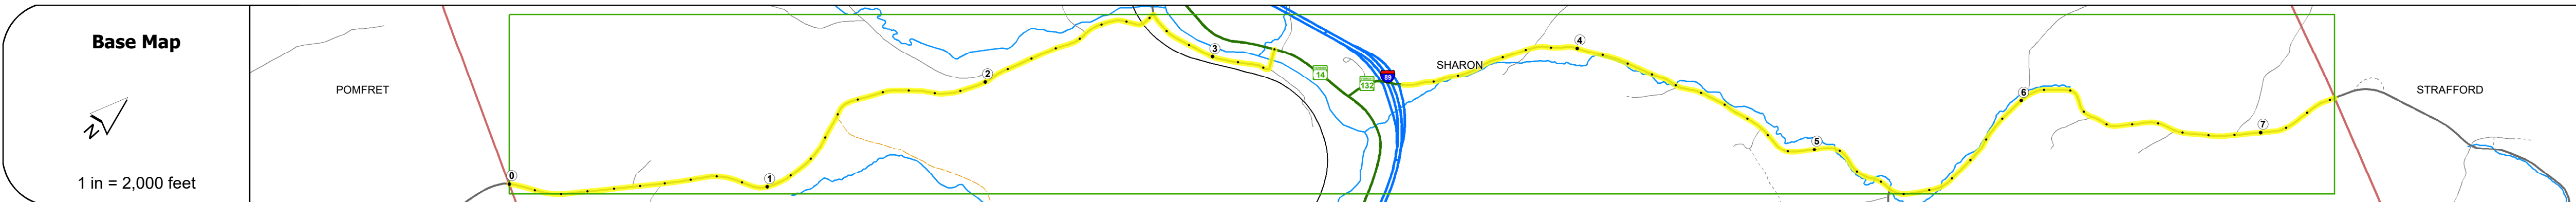 Base Map
N
1 in = 2,000 feet
POMFRET
0
1
2
3
14
132
89
SHARON
4
5
6
7
STRAFFORD